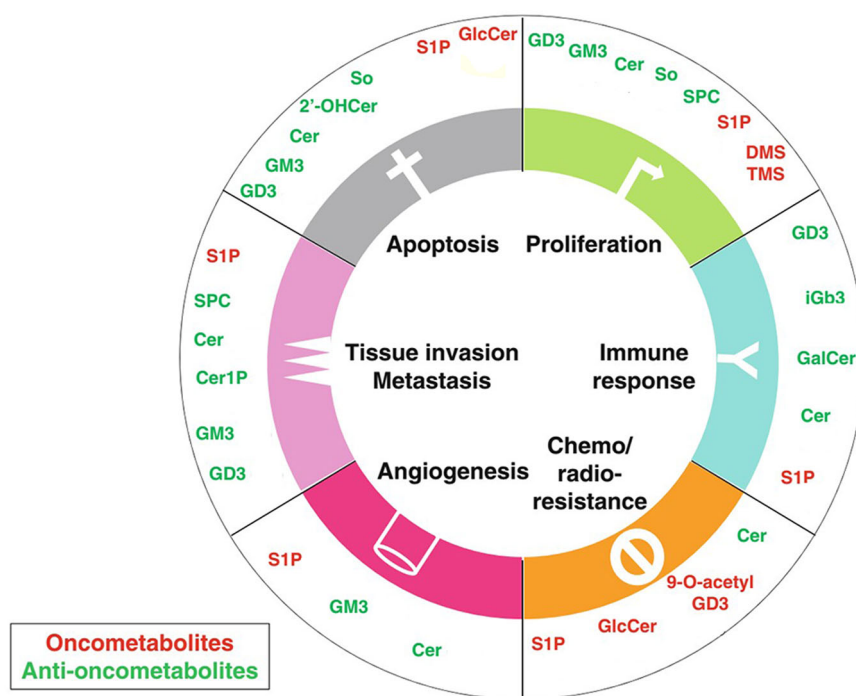 S1P
GlcCer
So
2'-OHCer
Cer
GM3
GD3
GD3
GM3
Cer
So
SPC
S1P
DMS
TMS
Apoptosis
Proliferation
S1P
SPC
Cer
Cer1P
GM3
GD3
Tissue invasion
Metastasis
Immune
response
GD3
iGb3
GalCer
Cer
S1P
Angiogenesis
Chemo/
radio-
resistance
S1P
GM3
Cer
S1P
GlcCer
9-O-acetyl
GD3
Cer
Oncometabolites
Anti-oncometabolites